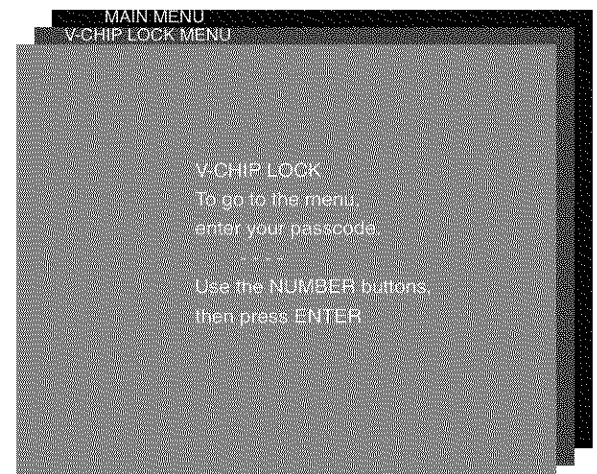 MAIN MENU
V-CHIP LOCK MENU
V-CHIP LOCK
To go to the menu,
enter your passcode.
- - - -
Use the NUMBER buttons,
then press ENTER